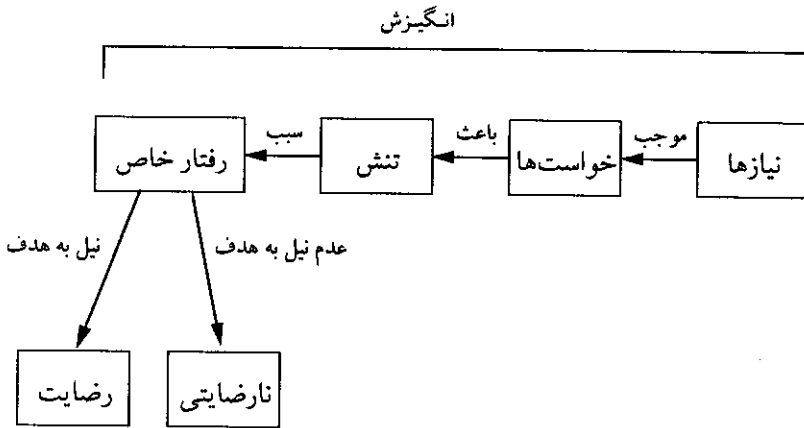 انگیزش
موجب
باعث
سبب
نیازها
خواست‌ها
تنش
رفتار خاص
عدم نیل به هدف
نیل به هدف
نارضایتی
رضایت